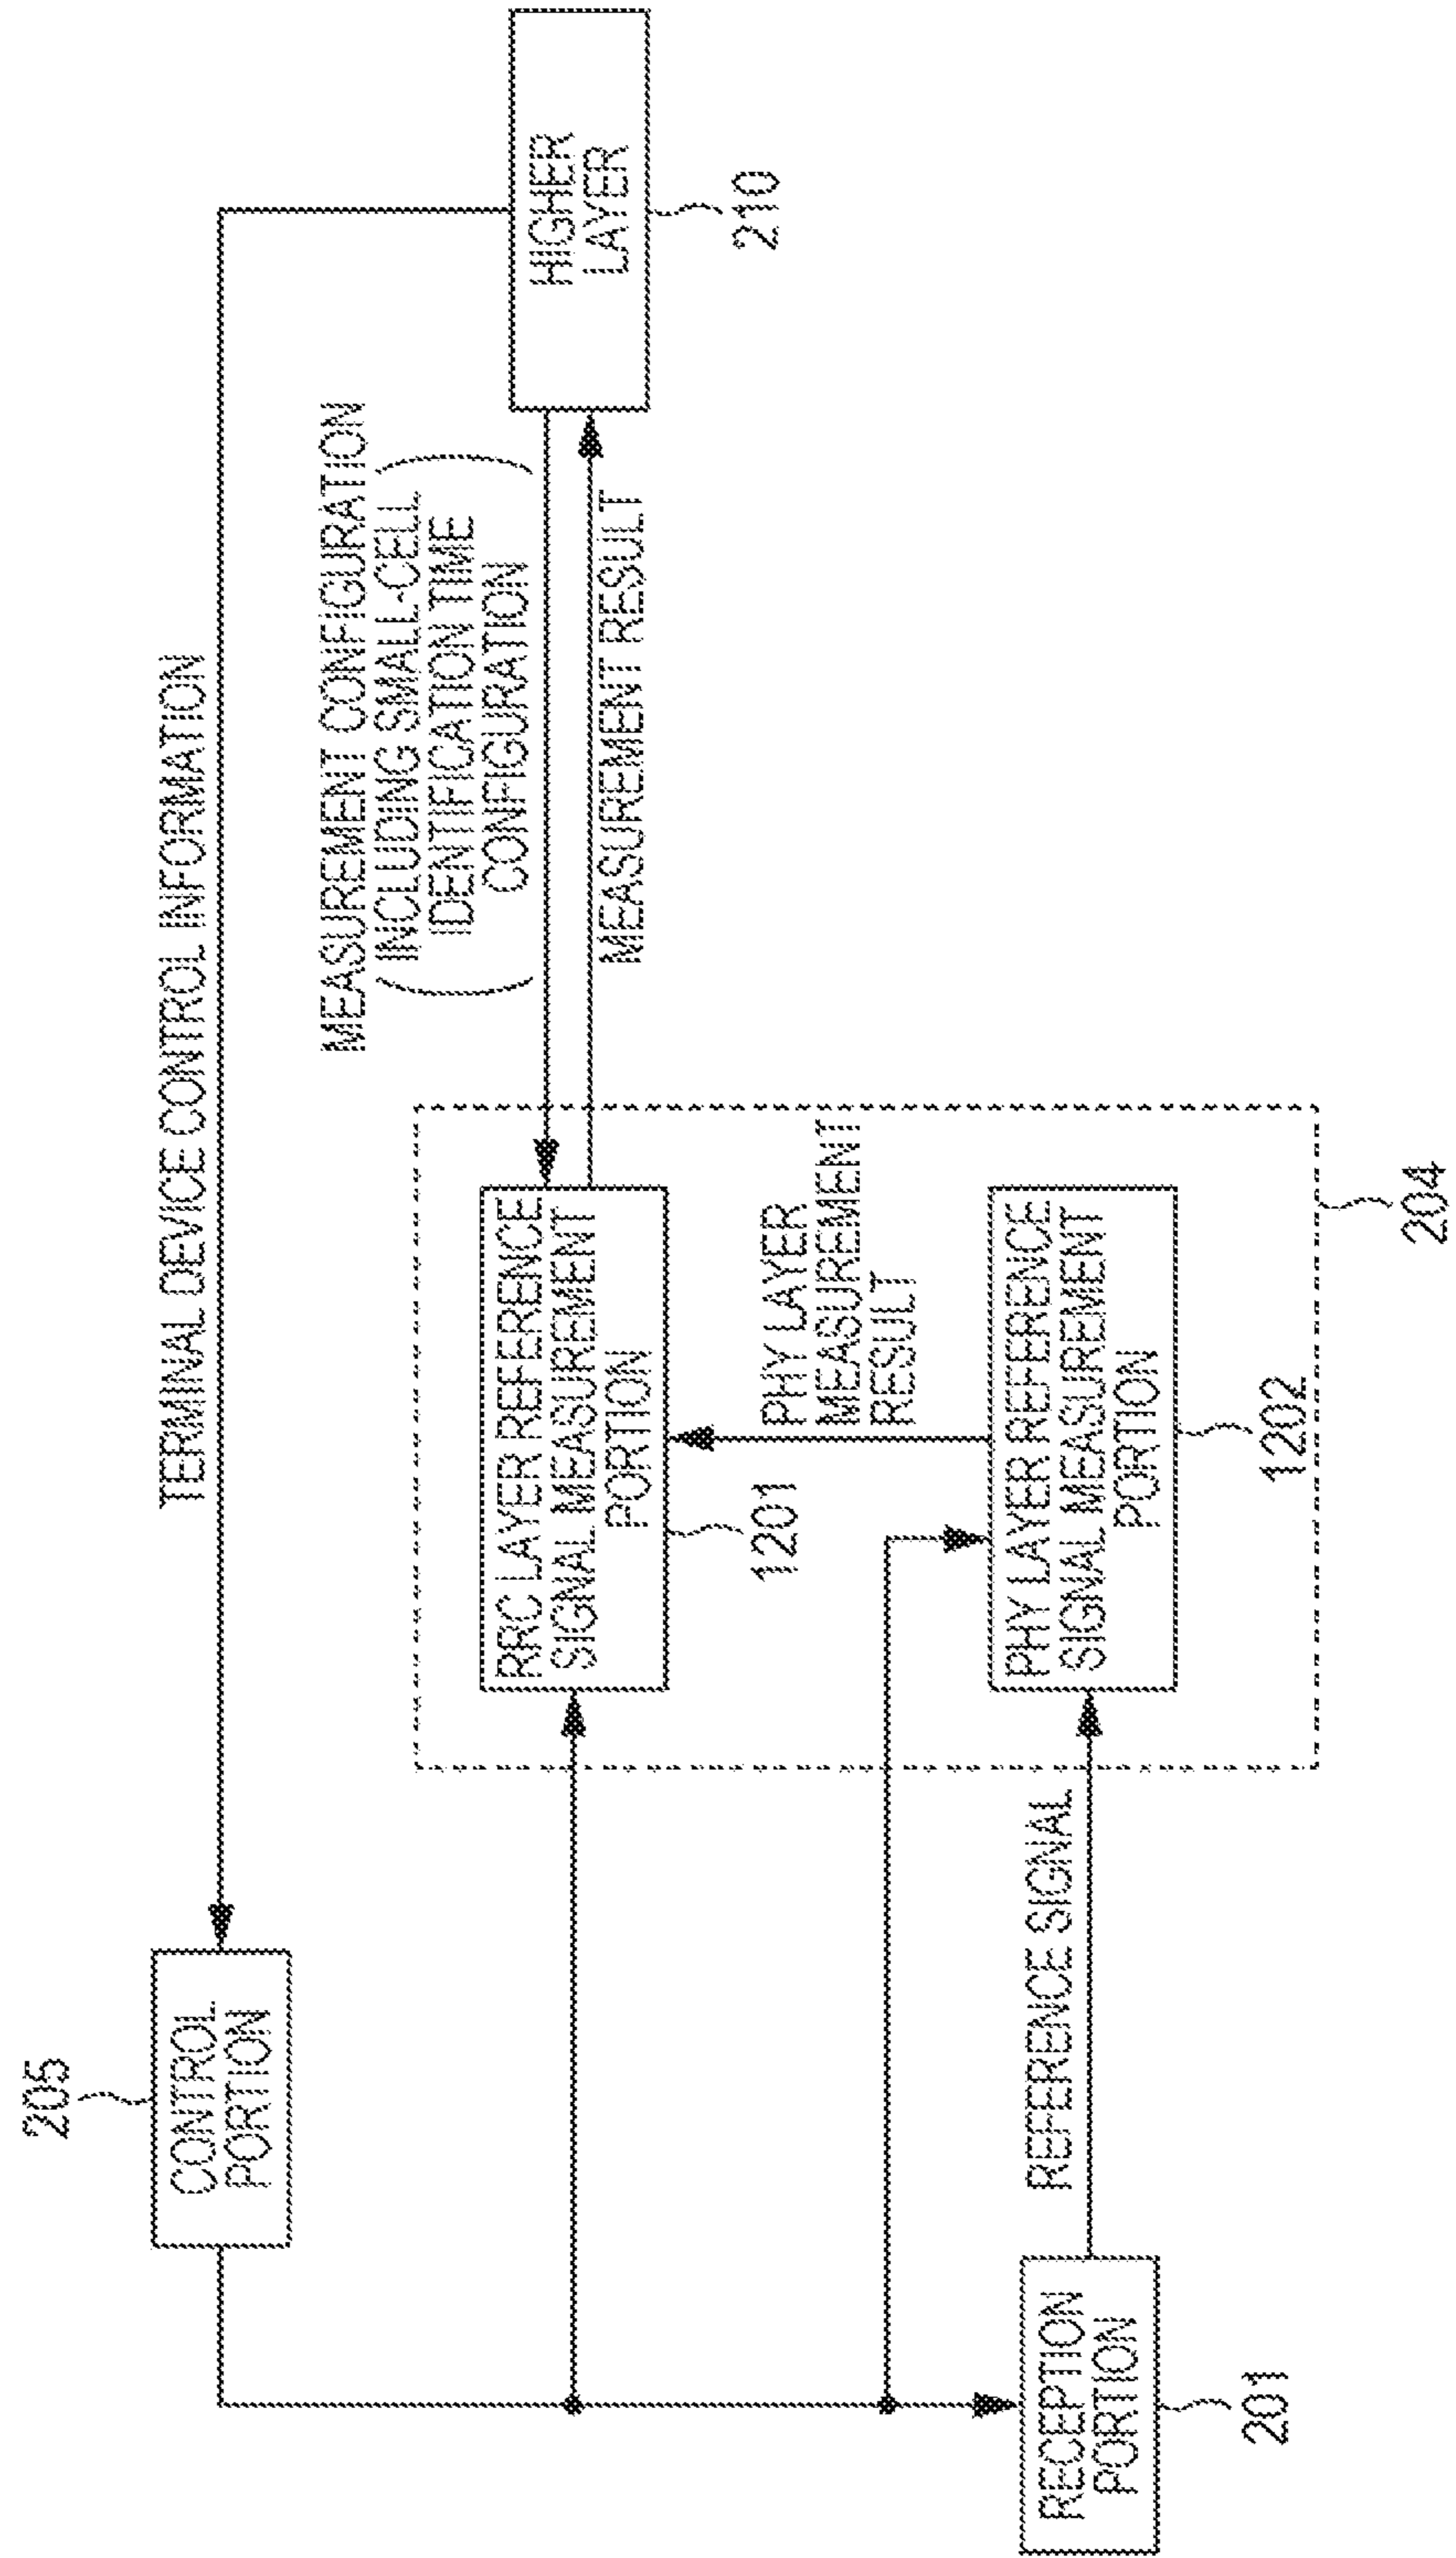 205
CONTROL
PORTION
TERMINAL DEVICE CONTROL INFORMATION
MEASUREMENT CONFIGURATION
(INCLUDING SMALL-CELL
IDENTIFICATION TIME
CONFIGURATION)
HIGHER
LAYER
210
MEASUREMENT RESULT
RRC LAYER REFERENCE
SIGNAL MEASUREMENT
PORTION
1201
PHY LAYER
MEASUREMENT
RESULT
RECEPTION
PORTION
201
REFERENCE SIGNAL
PHY LAYER REFERENCE
SIGNAL MEASUREMENT
PORTION
1202
204